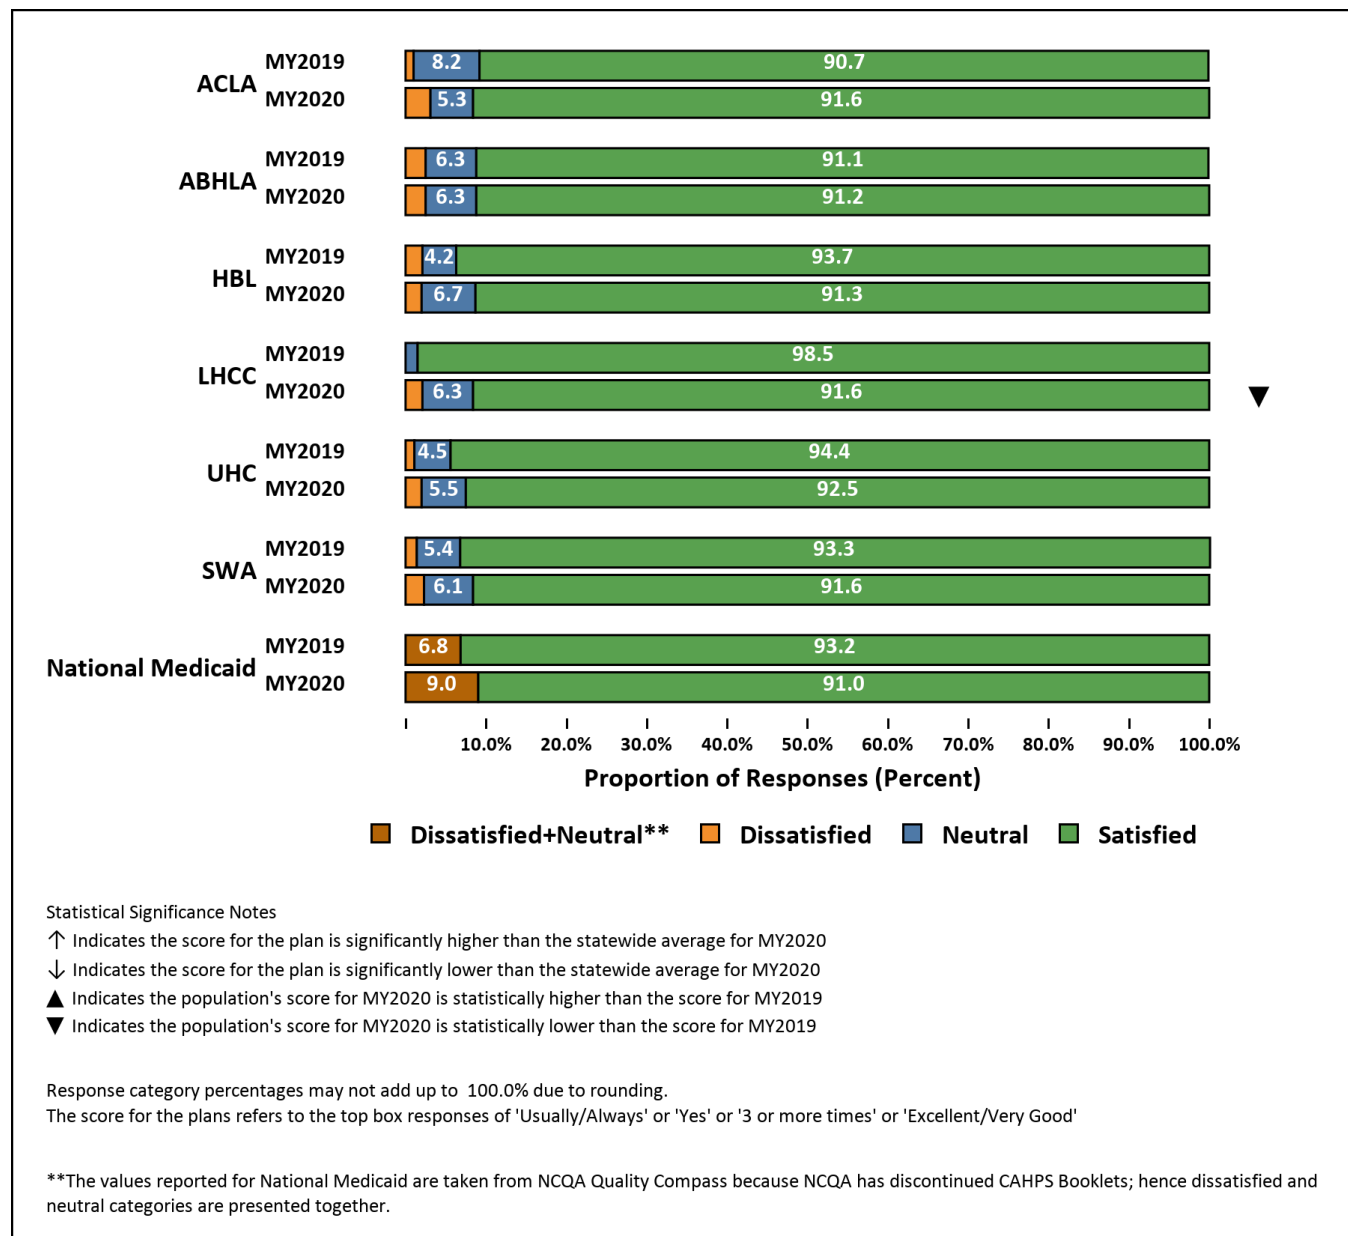 ACLA
MY2019 8.2 90.7
MY2020 5.3 91.6
ABHLA
MY2019 6.3 91.1
MY2020 6.3 91.2
HBL
MY2019 4.2 93.7
MY2020 6.7 91.3
LHCC
MY2019 98.5
MY2020 6.3 91.6 ▼
UHC
MY2019 4.5 94.4
MY2020 5.5 92.5
SWA
MY2019 5.4 93.3
MY2020 6.1 91.6
National Medicaid
MY2019 6.8 93.2
MY2020 9.0 91.0
10.0% 20.0% 30.0% 40.0% 50.0% 60.0% 70.0% 80.0% 90.0% 100.0%
Proportion of Responses (Percent)
Dissatisfied+Neutral** Dissatisfied Neutral Satisfied
Statistical Significance Notes
↑ Indicates the score for the plan is significantly higher than the statewide average for MY2020
↓ Indicates the score for the plan is significantly lower than the statewide average for MY2020
▲ Indicates the population's score for MY2020 is statistically higher than the score for MY2019
▼ Indicates the population's score for MY2020 is statistically lower than the score for MY2019
Response category percentages may not add up to 100.0% due to rounding.
The score for the plans refers to the top box responses of 'Usually/Always' or 'Yes' or '3 or more times' or 'Excellent/Very Good'
**The values reported for National Medicaid are taken from NCQA Quality Compass because NCQA has discontinued CAHPS Booklets; hence dissatisfied and
neutral categories are presented together.